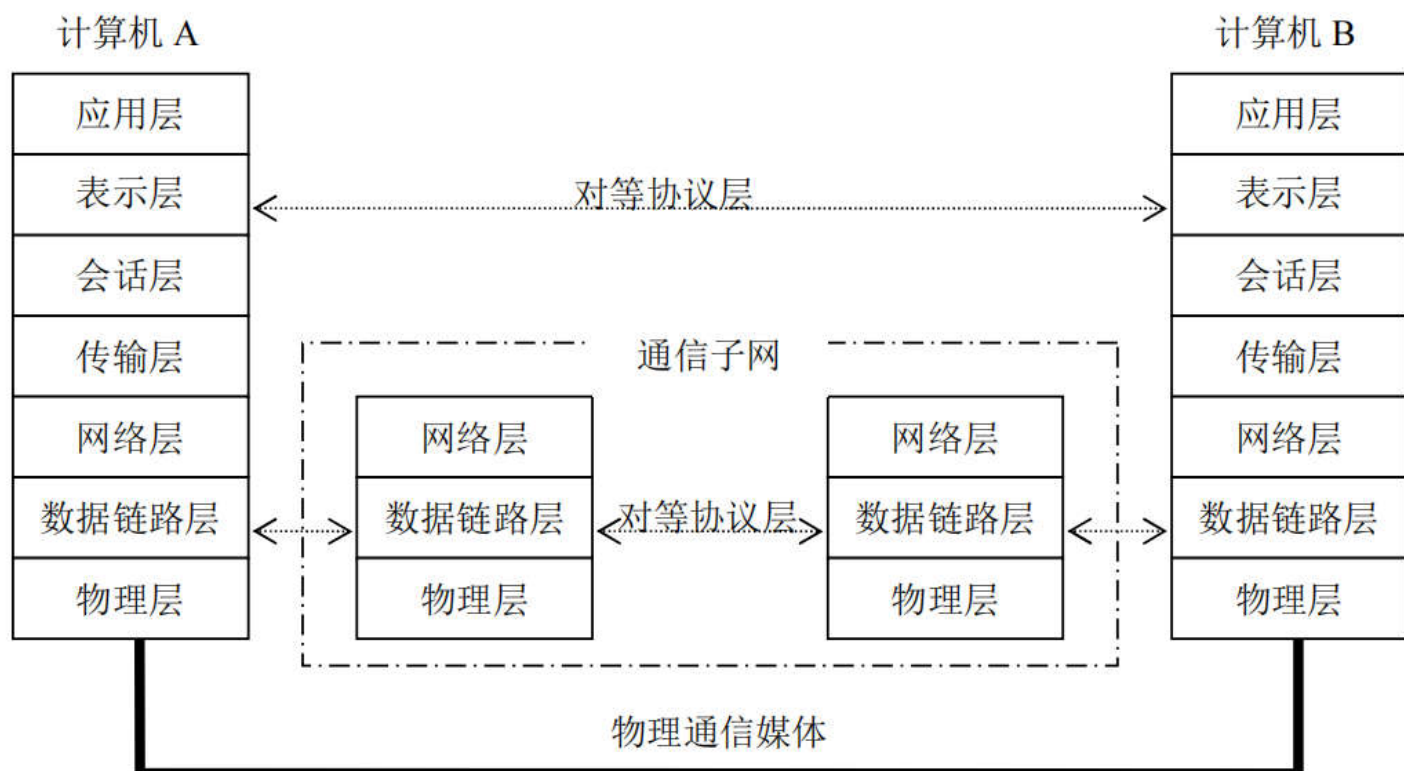 计算机 A
计算机 B
应用层
应用层
表示层
对等协议层
表示层
会话层
会话层
传输层
通信子网
传输层
网络层
网络层
网络层
网络层
数据链路层
数据链路层
对等协议层
数据链路层
数据链路层
物理层
物理层
物理层
物理层
物理通信媒体